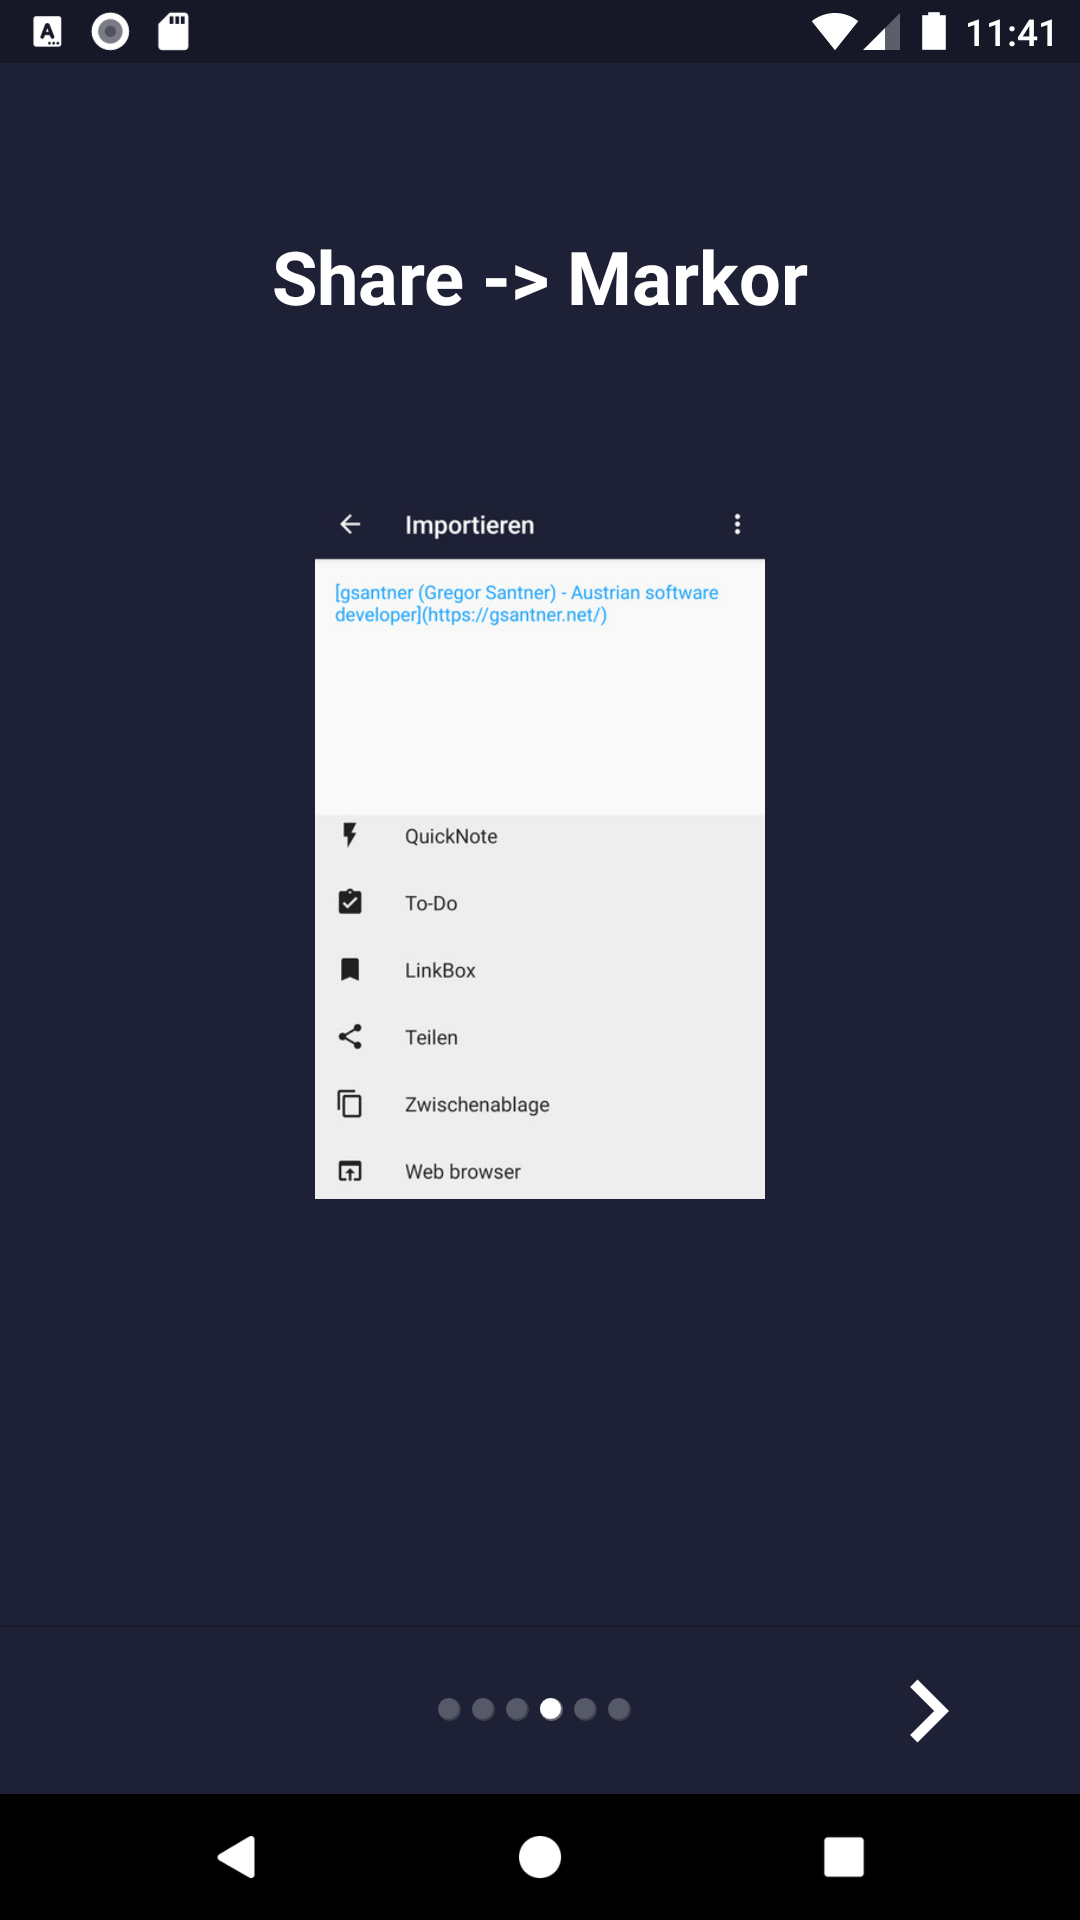 11:41
Share -> Markor
Importieren
[gsantner (Gregor Santner) - Austrian software
developer](https://gsantner.net/)
QuickNote
To-Do
LinkBox
Teilen
Zwischenablage
Web browser